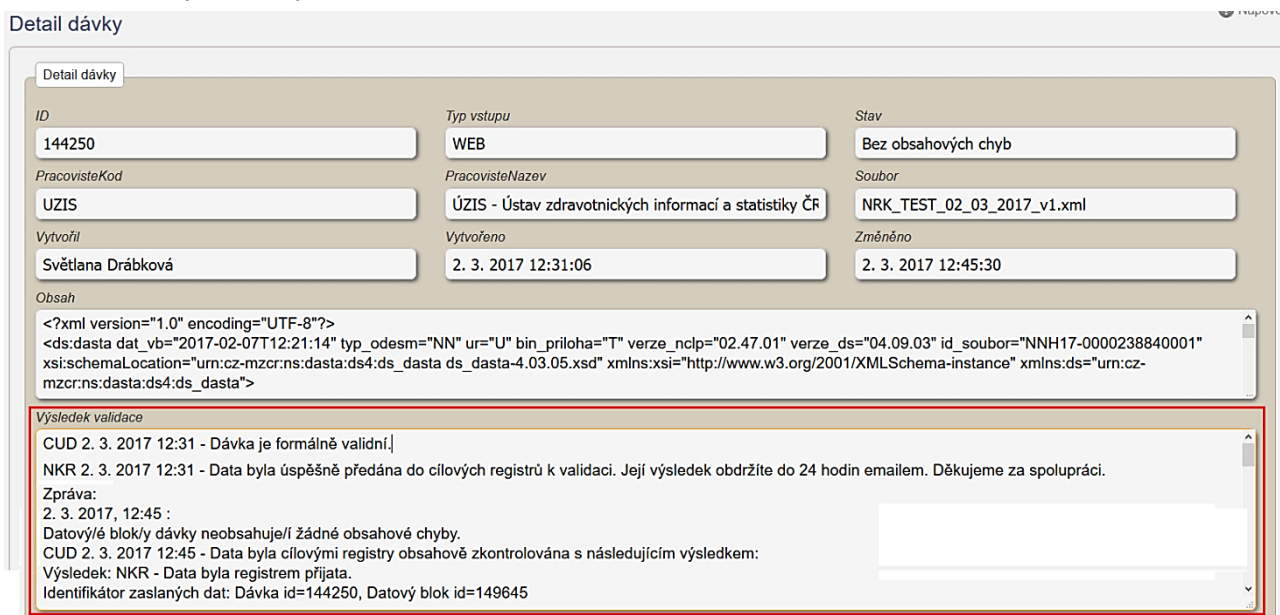 Detail dávky
Detail dávky
ID
Typ vstupu
Stav
144250
WEB
Bez obsahových chyb
PracovisteKod
PracovisteNazev
Soubor
UZIS
ÚZIS - Ústav zdravotnických informací a statistiky ČR
NRK_TEST_02_03_2017_v1.xml
Vytvořil
Vytvořeno
Změněno
Světlana Drábková
2. 3. 2017 12:31:06
2. 3. 2017 12:45:30
Obsah
<?xml version="1.0" encoding="UTF-8"?>
<ds:dasta dat_vb="2017-02-07T12:21:14" typ_odesm="NN" ur="U" bin_priloha="T" verze_nclp="02.47.01" verze_ds="04.09.03" id_soubor="NNH17-0000238840001"
xsi:schemaLocation="urn:cz-mzcr:ns:dasta:ds4:ds_dasta ds_dasta-4.03.05.xsd" xmlns:xsi="http://www.w3.org/2001/XMLSchema-instance" xmlns:ds="urn:cz-
mzcr:ns:dasta:ds4:ds_dasta">
Výsledek validace
CUD 2. 3. 2017 12:31 - Dávka je formálně validní.
NKR 2. 3. 2017 12:31 - Data byla úspěšně předána do cílových registrů k validaci. Její výsledek obdržíte do 24 hodin emailem. Děkujeme za spolupráci.
Zpráva:
2. 3. 2017, 12:45 :
Datový/é blok/y dávky neobsahuje/í žádné obsahové chyby.
CUD 2. 3. 2017 12:45 - Data byla cílovými registry obsahově zkontrolována s následujícím výsledkem:
Výsledek: NKR - Data byla registrem přijata.
Identifikátor zaslaných dat: Dávka id=144250, Datový blok id=149645